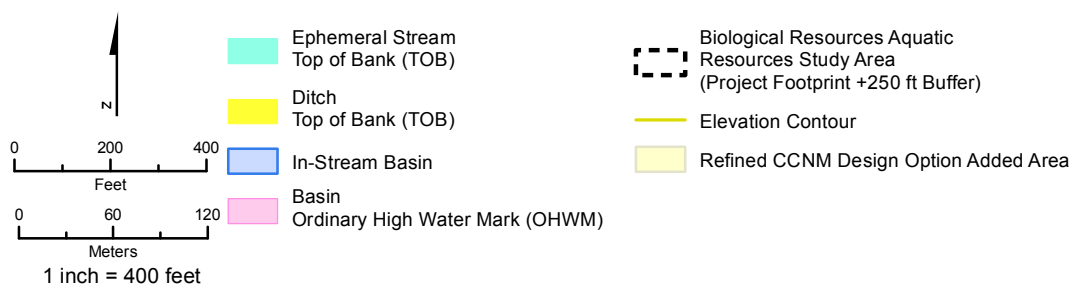 N
0 200 400
Feet
0 60 120
Meters
1 inch = 400 feet
Ephemeral Stream
Top of Bank (TOB)
Ditch
Top of Bank (TOB)
In-Stream Basin
Basin
Ordinary High Water Mark (OHWM)
Biological Resources Aquatic
Resources Study Area
(Project Footprint +250 ft Buffer)
Elevation Contour
Refined CCNM Design Option Added Area